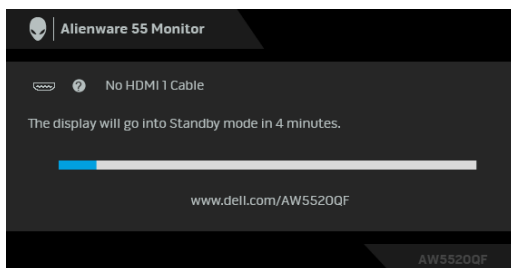 Alienware 55 Monitor
? No HDMI 1 Cable
The display will go into Standby mode in 4 minutes.
www.dell.com/AW5520QF
AW5520QF